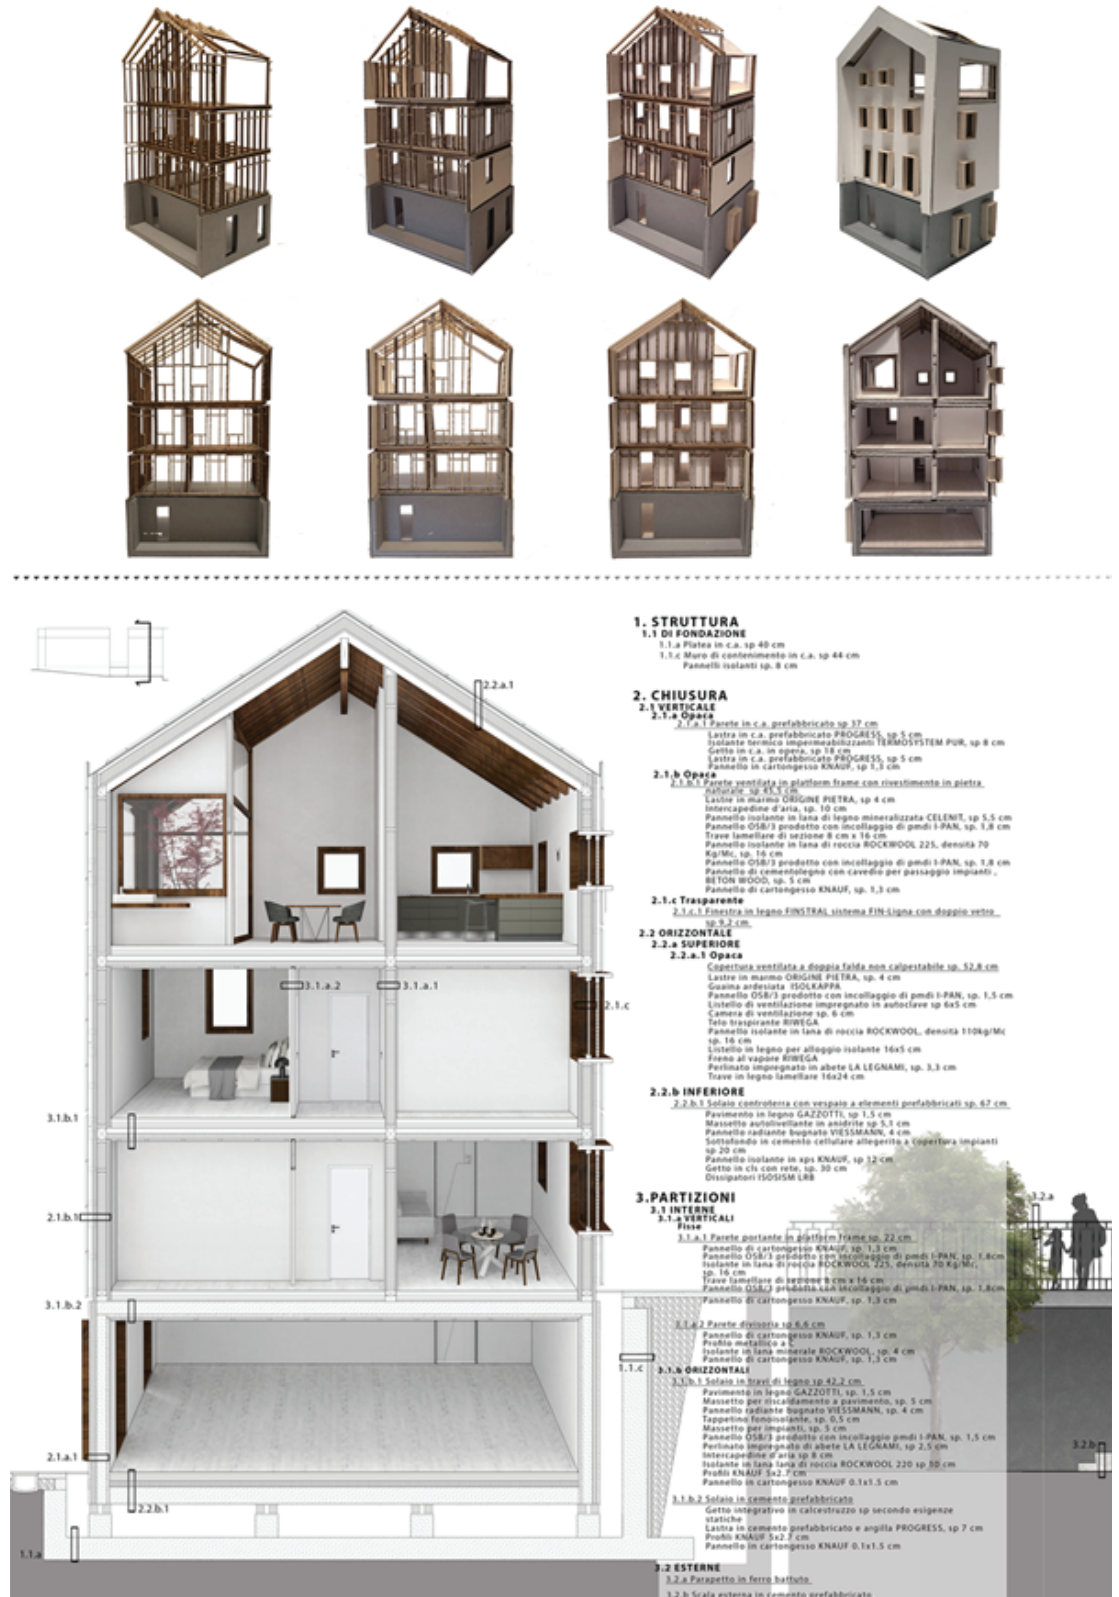 1. STRUTTURA
1.1 DI FONDAZIONE
1.1.a Platea in c.a. sp 40 cm
1.1.c Muro di contenimento in c.a. sp 44 cm
Pannelli isolanti sp. 8 cm
2. CHIUSURA
2.1 VERTICALE
2.1.a Opaca
2.1.a.1 Parete in c.a. prefabbricato sp 37 cm
Lastra in c.a. prefabbricato PROGRESS, sp 5 cm
Isolante termico impermeabilizzanti TERMOSYSTEM PUR, sp 8 cm
Getto in c.a. in opera, sp 18 cm
Lastra in c.a. prefabbricato PROGRESS, sp 5 cm
Pannello in cartongesso KNAUF, sp 1,3 cm
2.1.b Opaca
2.1.b.1 Parete ventilata in platform frame con rivestimento in pietra
naturale sp 45,5 cm
Lastre in marmo ORIGINE PIETRA, sp 4 cm
Intercapedine d'aria, sp. 10 cm
Pannello isolante in lana di legno mineralizzata CELENIT, sp 5,5 cm
Pannello OSB/3 prodotto con incollaggio di pmdi I-PAN, sp. 1,8 cm
Trave lamellare di sezione 8 cm x 16 cm
Pannello isolante in lana di roccia ROCKWOOL 225, densità 70
Kg/Mc, sp. 16 cm
Pannello OSB/3 prodotto con incollaggio di pmdi I-PAN, sp. 1,8 cm
Pannello di cementolegno con cavedio per passaggio impianti ,
BETON WOOD, sp. 5 cm
Pannello di cartongesso KNAUF, sp. 1,3 cm
2.1.c Trasparente
2.1.c.1 Finestra in legno FINSTRAL sistema FIN-Ligna con doppio vetro
sp 9,2 cm
2.2 ORIZZONTALE
2.2.a SUPERIORE
2.2.a.1 Opaca
Copertura ventilata a doppia falda non calpestabile sp. 52,8 cm
Lastre in marmo ORIGINE PIETRA, sp. 4 cm
Guaina ardesiata ISOLKAPPA
Pannello OSB/3 prodotto con incollaggio di pmdi I-PAN, sp. 1,5 cm
Listello di ventilazione impregnato in autoclave sp 6x5 cm
Camera di ventilazione sp. 6 cm
Telo traspirante RIWEGA
Pannello isolante in lana di roccia ROCKWOOL, densità 110kg/Mc
sp. 16 cm
Listello in legno per alloggio isolante 16x5 cm
Freno al vapore RIWEGA
Perlinato impregnato in abete LA LEGNAMI, sp. 3,3 cm
Trave in legno lamellare 16x24 cm
2.2.b INFERIORE
2.2.b.1 Solaio controterra con vespaio a elementi prefabbricati sp. 67 cm
Pavimento in legno GAZZOTTI, sp 1,5 cm
Massetto autolivellante in anidrite sp 5,1 cm
Pannello radiante bugnato VIESSMANN, 4 cm
Sottofondo in cemento cellulare allegerito a copertura impianti
sp 20 cm
Pannello isolante in xps KNAUF, sp 12 cm
Getto in cls con rete, sp. 30 cm
Dissipatori ISOSISM LRB
3.PARTIZIONI
3.1 INTERNE
3.1.a VERTICALI
Fisse
3.1.a.1 Parete portante in platform frame sp. 22 cm
Pannello di cartongesso KNAUF, sp. 1,3 cm
Pannello OSB/3 prodotto con incollaggio di pmdi I-PAN, sp. 1,8cm
Isolante in lana di roccia ROCKWOOL 225, densità 70 Kg/Mc,
sp. 16 cm
Trave lamellare di sezione 8 cm x 16 cm
Pannello OSB/3 prodotto con incollaggio di pmdi I-PAN, sp. 1,8cm
Pannello di cartongesso KNAUF, sp. 1,3 cm
3.1.a.2 Parete divisoria sp 6,6 cm
Pannello di cartongesso KNAUF, sp. 1,3 cm
Profilo metallico a C
Isolante in lana minerale ROCKWOOL, sp. 4 cm
Pannello di cartongesso KNAUF, sp. 1,3 cm
3.1.b ORIZZONTALI
3.1.b.1 Solaio in travi di legno sp 42,2 cm
Pavimento in legno GAZZOTTI, sp. 1,5 cm
Massetto per riscaldamento a pavimento, sp. 5 cm
Pannello radiante bugnato VIESSMANN, sp. 4 cm
Tappetino fonoisolante, sp. 0,5 cm
Massetto per impianti, sp. 5 cm
Pannello OSB/3 prodotto con incollaggio pmdi I-PAN, sp. 1,5 cm
Perlinato impregnato di abete LA LEGNAMI, sp 2,5 cm
Intercapedine d'aria sp 8 cm
Isolante in lana lana di roccia ROCKWOOL 220 sp 10 cm
Profili KNAUF 5x2.7 cm
Pannello in cartongesso KNAUF 0.1x1.5 cm
3.1.b.2 Solaio in cemento prefabbricato
Getto integrativo in calcestruzzo sp secondo esigenze
statiche
Lastra in cemento prefabbricato e argilla PROGRESS, sp 7 cm
Profili KNAUF 5x2.7 cm
Pannello in cartongesso KNAUF 0.1x1.5 cm
3.2 ESTERNE
3.2.a Parapetto in ferro battuto
3.2.b Scala esterna in cemento prefabbricato
2.2.a.1
3.1.a.2
3.1.a.1
2.1.c
3.1.b.1
2.1.b.1
3.1.b.2
1.1.c
2.1.a.1
2.2.b.1
1.1.a
3.2.a
3.2.b